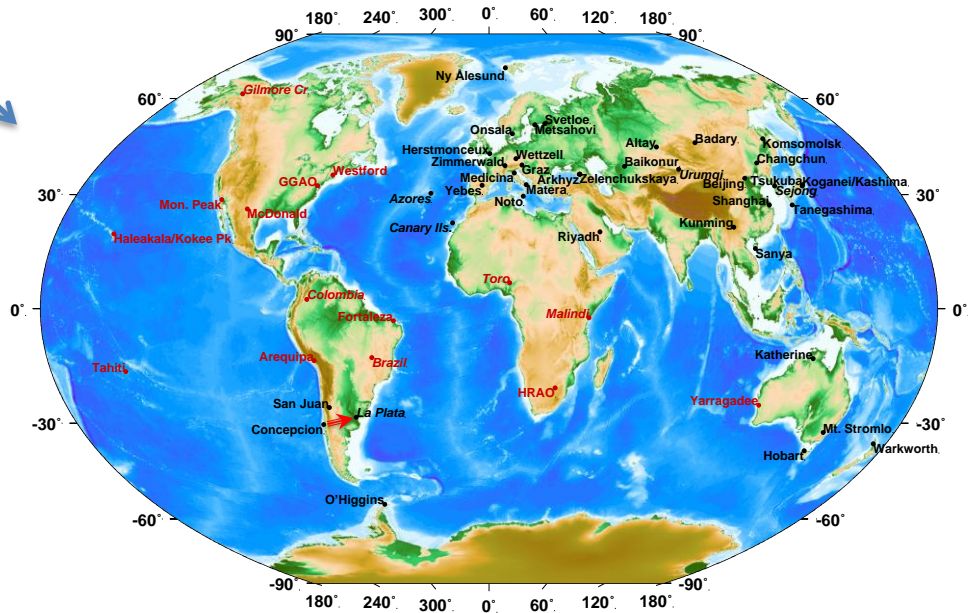 180° 240° 300° 0° 60° 120° 180°
90° 90°
Ny Alesund
Gilmore Cr.
60° 60°
Svetloe
Onsala Metsahovi
Badary
Altay Komsomolsk
Herstmonceux
Wettzell
Zimmerwald Baikonur Changchun
Graz
Westford
Medicina Arkhyz Zelenchukskaya Urumqi
GGAO Beijing Tsukuba Koganei/Kashima
Yebes Matera Sejong
30° 30°
Azores Noto Shanghai
Mon. Peak McDonald Tanegashima
Canary Ils. Kunming
Haleakala/Kokee Pk Riyadh
Sanya
Toro
Colombia
0° 0°
Fortaleza Malindi
Arequipa Brazil Katherine
Tahiti
HRAO
San Juan La Plata Yarragadee
-30° -30°
Concepcion Mt. Stromlo
Hobart Warkworth
O'Higgins
-60° -60°
-90° -90°
180° 240° 300° 0° 60° 120° 180°